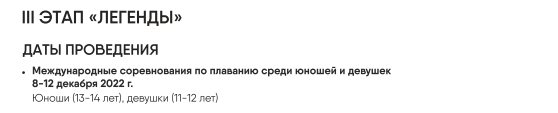 III ЭТАП «ЛЕГЕНДЫ»
ДАТЫ ПРОВЕДЕНИЯ
• Международные соревнования по плаванию среди юношей и девушек
8-12 декабря 2022 г.
Юноши (13-14 лет), девушки (11-12 лет)